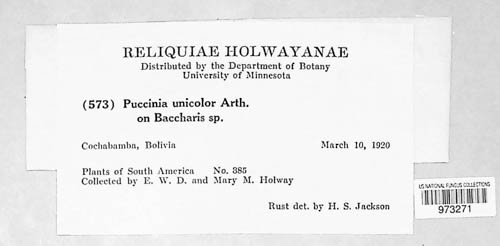 RELIQUIAE HOLWAYANAE
Distributed by the Department of Botany
University of Minnesota
(573) Puccinia unicolor Arth.
on Baccharis sp.
Cochabamba, Bolivia March 10, 1920
Plants of South America No. 385
Collected by E. W. D. and Mary M. Holway
Rust det. by H. S. Jackson
US NATIONAL FUNGUS COLLECTIONS
973271